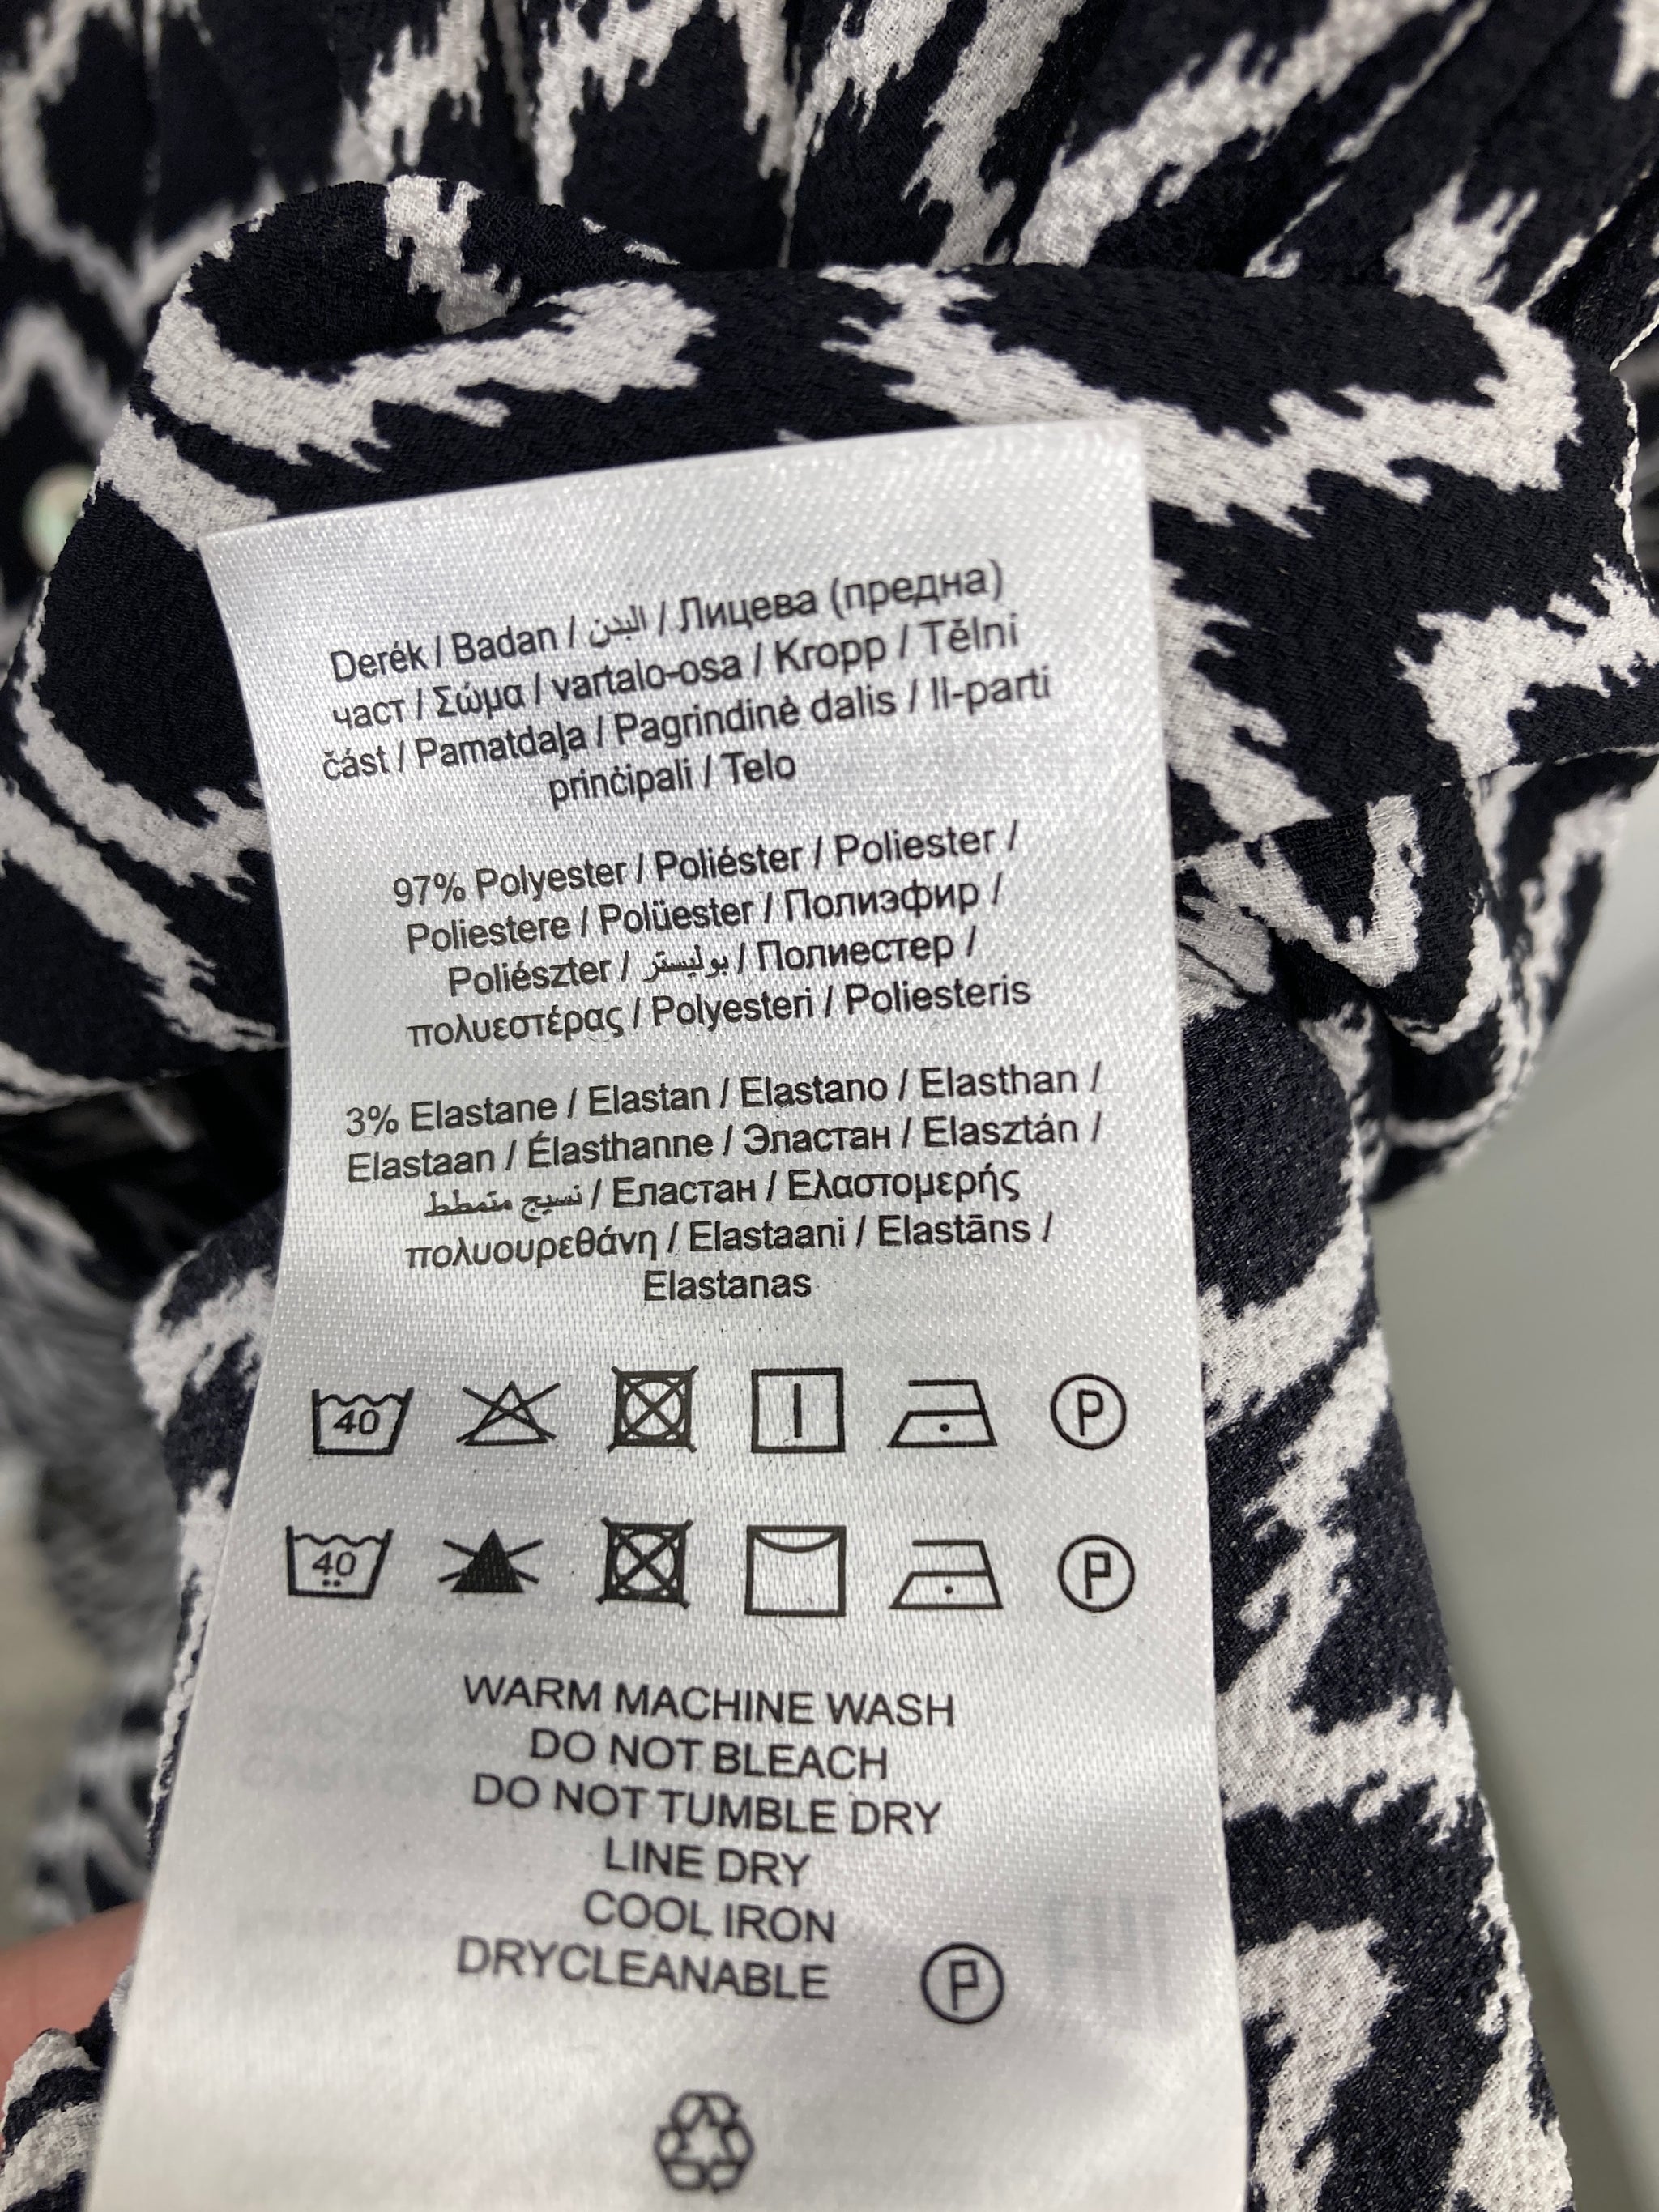 Derék / Badan / البدن / Лицева (предна)
част / Σώμα / vartalo-osa / Kropp / Tělní
část / Pamatdaļa / Pagrindinė dalis / Il-parti
prinċipali / Telo
97% Polyester / Poliéster / Poliester /
Poliestere / Polüester / Полиэфир /
Poliészter / بوليستر / Полиестер /
πολυεστέρας / Polyesteri / Poliesteris
3% Elastane / Elastan / Elastano / Elasthan /
Elastaan / Élasthanne / Эластан / Elasztán /
نسيج متمطط / Еластан / Ελαστομερής
πολυουρεθάνη / Elastaani / Elastāns /
Elastanas
40 P
40 P
WARM MACHINE WASH
DO NOT BLEACH
DO NOT TUMBLE DRY
LINE DRY
COOL IRON
DRYCLEANABLE P